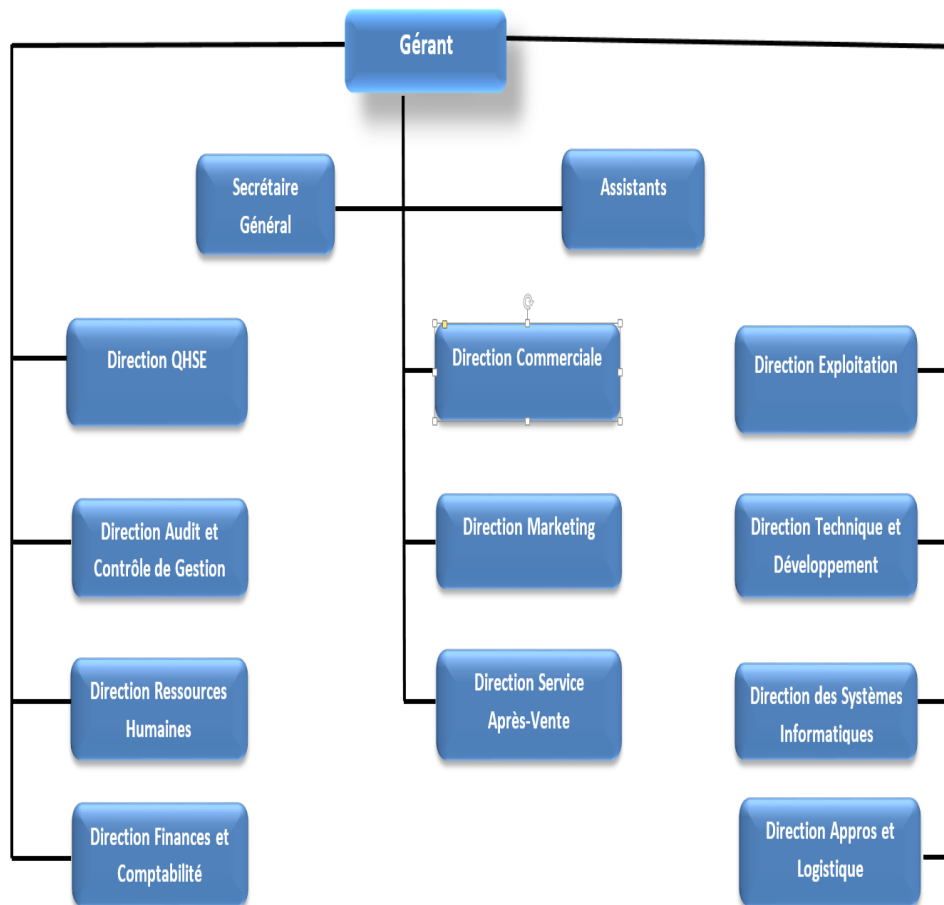 Gérant
Secrétaire
Général
Assistants
Direction QHSE
Direction Commerciale
Direction Exploitation
Direction Audit et
Contrôle de Gestion
Direction Marketing
Direction Technique et
Développement
Direction Ressources
Humaines
Direction Service
Après-Vente
Direction des Systèmes
Informatiques
Direction Finances et
Comptabilité
Direction Appros et
Logistique